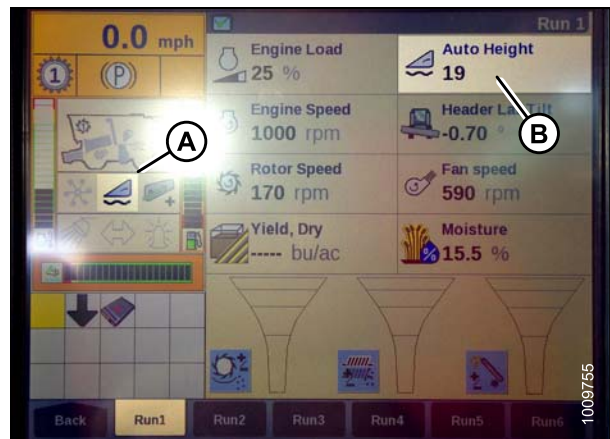 0.0 mph
Run 1
1
(P)
Engine Load
25 %
Auto Height
19
Engine Speed
1000 rpm
-0.70 °
Rotor Speed
170 rpm
Fan speed
590 rpm
Yield, Dry
----- bu/ac
Moisture
15.5 %
A
B
Back
Run1
Run2
Run3
Run4
Run5
Run6
1009755